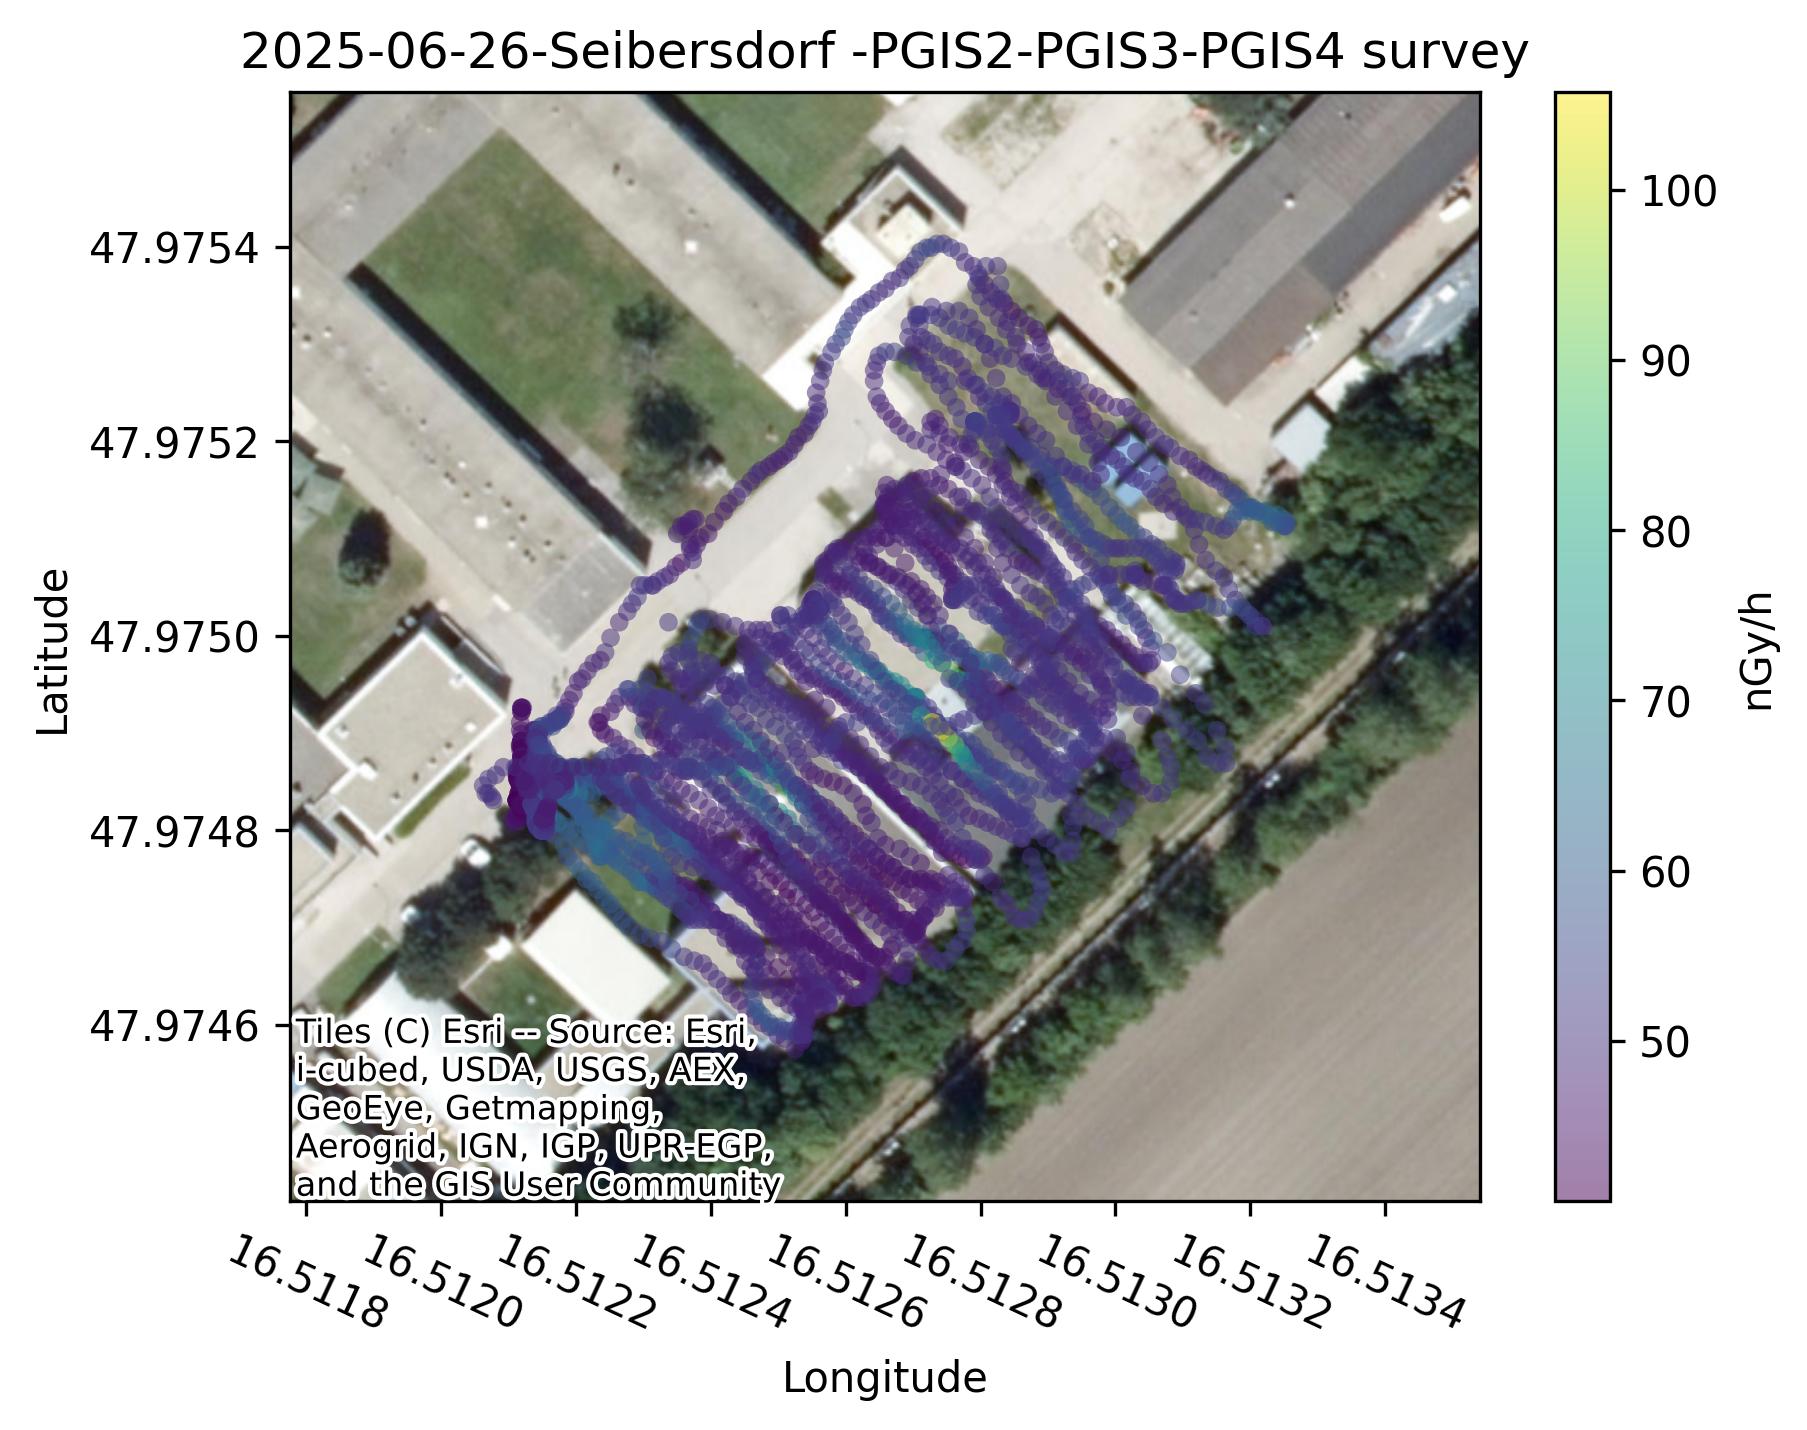 2025-06-26-Seibersdorf -PGIS2-PGIS3-PGIS4 survey
47.9754
47.9752
47.9750
47.9748
47.9746
Latitude
Tiles (C) Esri -- Source: Esri,
i-cubed, USDA, USGS, AEX,
GeoEye, Getmapping,
Aerogrid, IGN, IGP, UPR-EGP,
and the GIS User Community
16.5118
16.5120
16.5122
16.5124
16.5126
16.5128
16.5130
16.5132
16.5134
Longitude
100
90
80
70
60
50
nGy/h